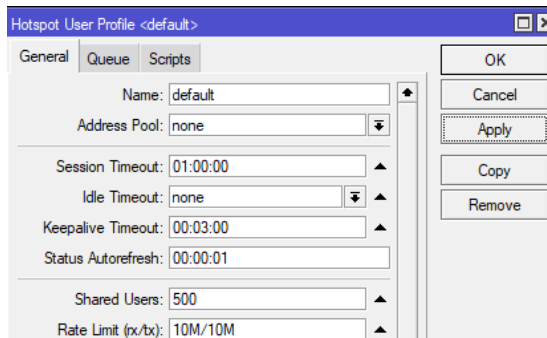 Hotspot User Profile <default>
General Queue Scripts
Name: default
Address Pool: none
Session Timeout: 01:00:00
Idle Timeout: none
Keepalive Timeout: 00:03:00
Status Autorefresh: 00:00:01
Shared Users: 500
Rate Limit (rx/tx): 10M/10M
OK
Cancel
Apply
Copy
Remove